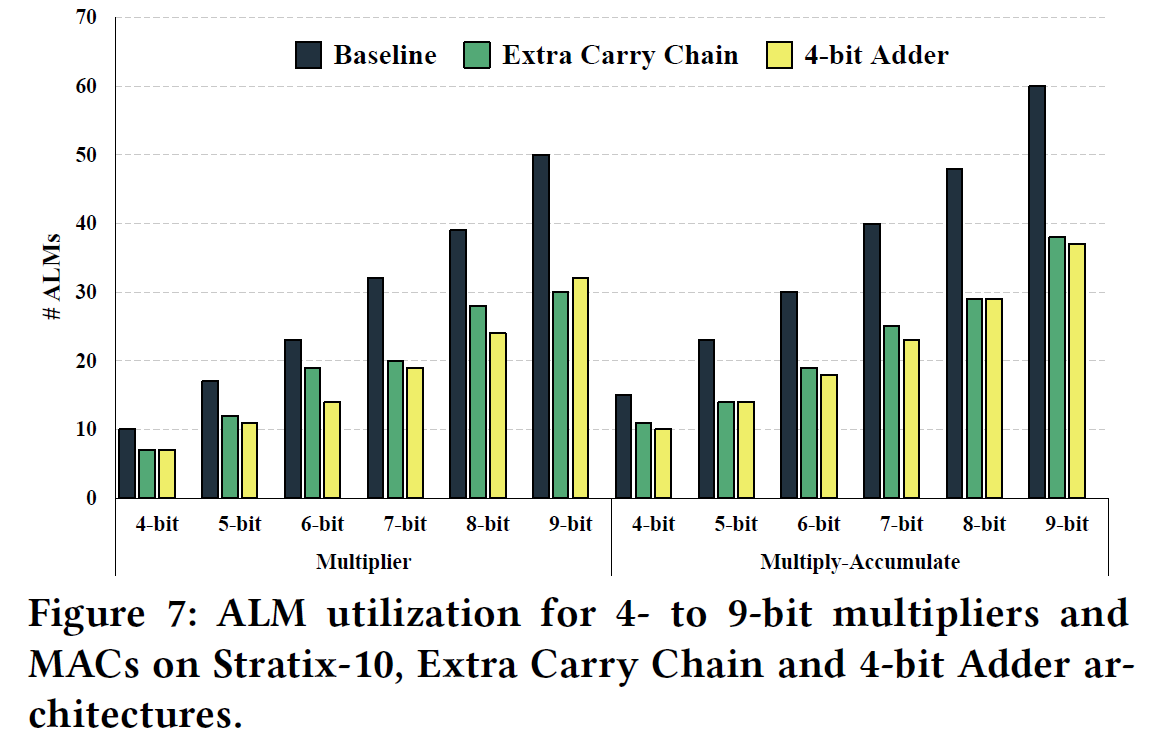 70
60
50
40
30
20
10
0
# ALMs
Baseline Extra Carry Chain 4-bit Adder
4-bit 5-bit 6-bit 7-bit 8-bit 9-bit 4-bit 5-bit 6-bit 7-bit 8-bit 9-bit
Multiplier Multiply-Accumulate
Figure 7: ALM utilization for 4- to 9-bit multipliers and
MACs on Stratix-10, Extra Carry Chain and 4-bit Adder ar-
chitectures.